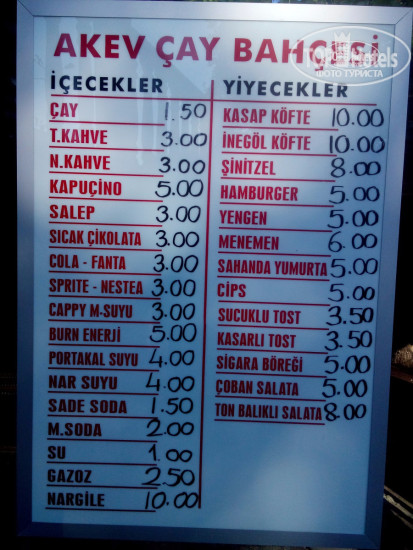 AKEV ÇAY BAHÇESİ
İÇECEKLER
ÇAY 1.50
T.KAHVE 3.00
N.KAHVE 3.00
KAPUÇİNO 5.00
SALEP 3.00
SICAK ÇİKOLATA 3.00
COLA - FANTA 3.00
SPRITE - NESTEA 3.00
CAPPY M-SUYU 3.00
BURN ENERJİ 5.00
PORTAKAL SUYU 4.00
NAR SUYU 4.00
SADE SODA 1.50
M.SODA 2.00
SU 1.00
GAZOZ 2.50
NARGİLE 10.00
YİYECEKLER
KASAP KÖFTE 10.00
İNEGÖL KÖFTE 10.00
ŞİNİTZEL 8.00
HAMBURGER 5.00
YENGEN 5.00
MENEMEN 6.00
SAHANDA YUMURTA 5.00
CİPS 5.00
SUCUKLU TOST 3.50
KASARLI TOST 3.50
SİGARA BÖREĞİ 5.00
ÇOBAN SALATA 5.00
TON BALIKLI SALATA 8.00
TopHotels
ФОТО ТУРИСТА